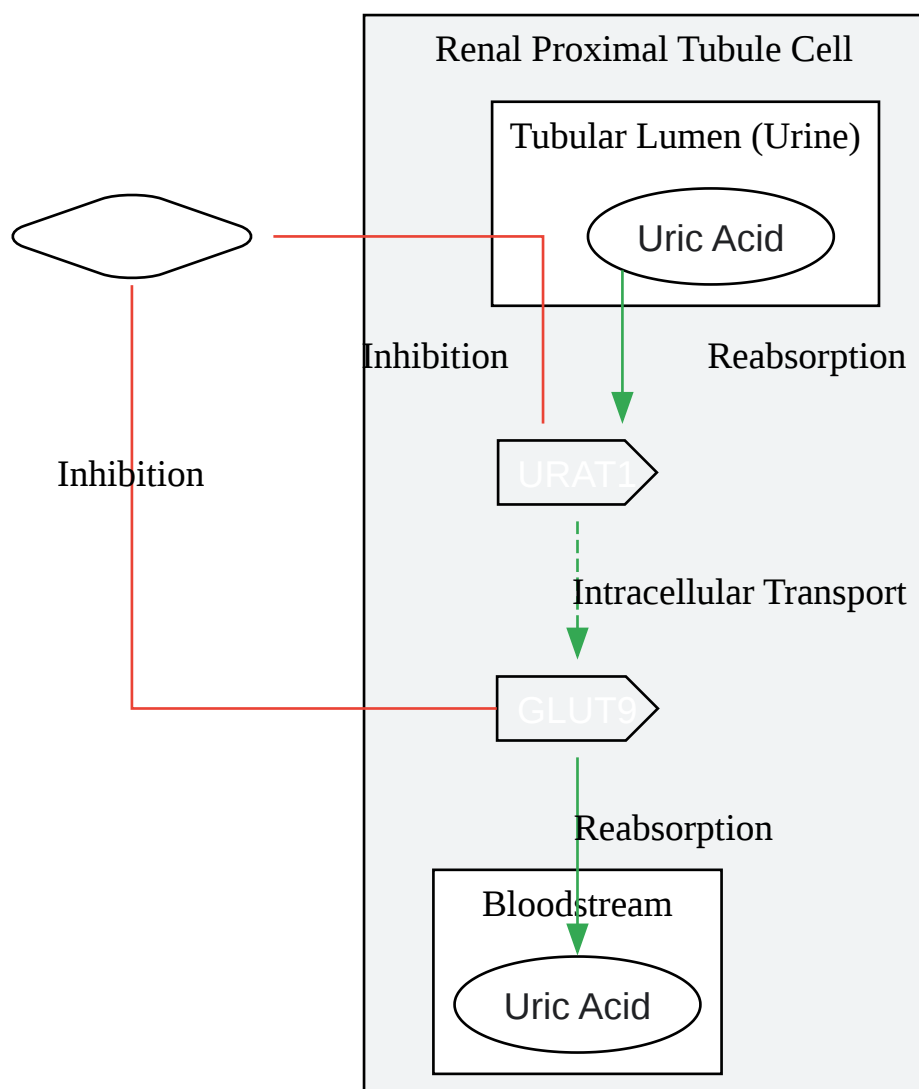 Renal Proximal Tubule Cell
Tubular Lumen (Urine)
Uric Acid
Inhibition
Reabsorption
URAT1
Inhibition
Intracellular Transport
GLUT9
Reabsorption
Bloodstream
Uric Acid